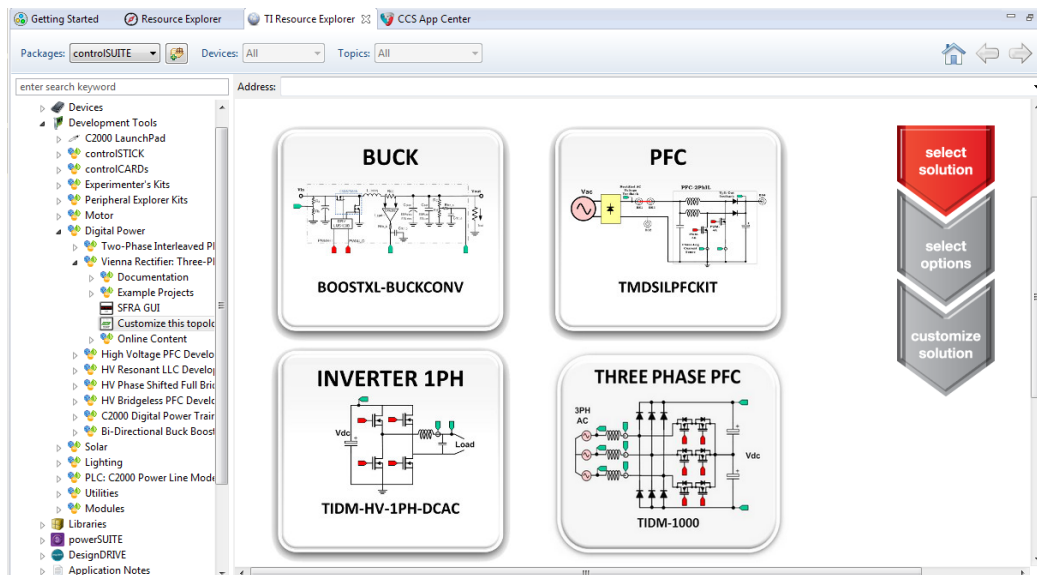 Getting Started
Resource Explorer
TI Resource Explorer
CCS App Center
Packages: controlSUITE
Devices: All
Topics: All
enter search keyword
Address:
Devices
Development Tools
C2000 LaunchPad
controlSTICK
controlCARDs
Experimenter's Kits
Peripheral Explorer Kits
Motor
Digital Power
Two-Phase Interleaved P
Vienna Rectifier: Three-P
Documentation
Example Projects
SFRA GUI
Customize this topolo
Online Content
High Voltage PFC Develo
HV Resonant LLC Develo
HV Phase Shifted Full Brid
HV Bridgeless PFC Develo
C2000 Digital Power Trair
Bi-Directional Buck Boost
Solar
Lighting
PLC: C2000 Power Line Mode
Utilities
Modules
Libraries
powerSUITE
DesignDRIVE
Application Notes
BUCK
BOOSTXL-BUCKCONV
PFC
Vac
PFC-2PhIL
TMDSILPFCKIT
INVERTER 1PH
Vdc
Load
TIDM-HV-1PH-DCAC
THREE PHASE PFC
3PH
AC
Vdc
TIDM-1000
select
solution
select
options
customize
solution